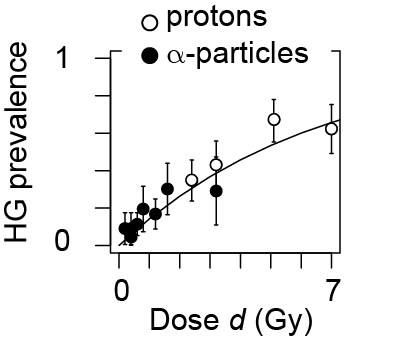 protons
α-particles
1
HG prevalence
0
0 7
Dose d (Gy)